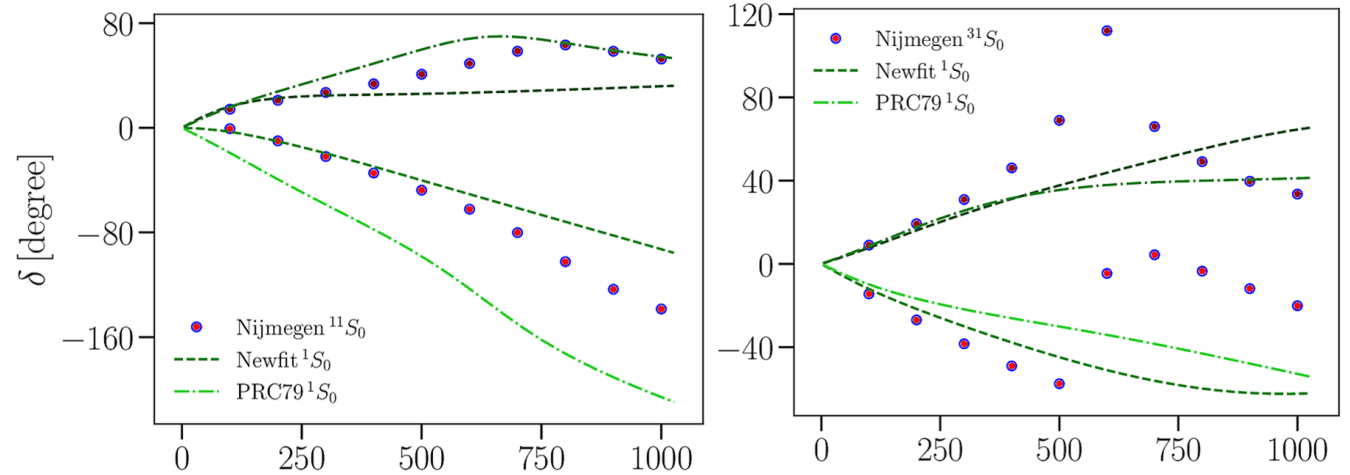 80
0
−80
−160
δ [degree]
Nijmegen ¹¹S₀
Newfit ¹S₀
PRC79 ¹S₀
0 250 500 750 1000
120
80
40
0
−40
Nijmegen ³¹S₀
Newfit ¹S₀
PRC79 ¹S₀
0 250 500 750 1000